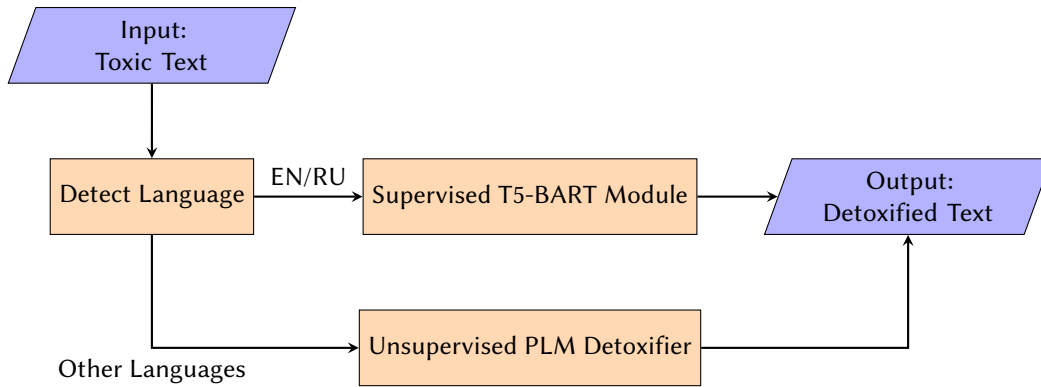 Input:
Toxic Text
Detect Language
EN/RU
Supervised T5-BART Module
Output:
Detoxified Text
Unsupervised PLM Detoxifier
Other Languages